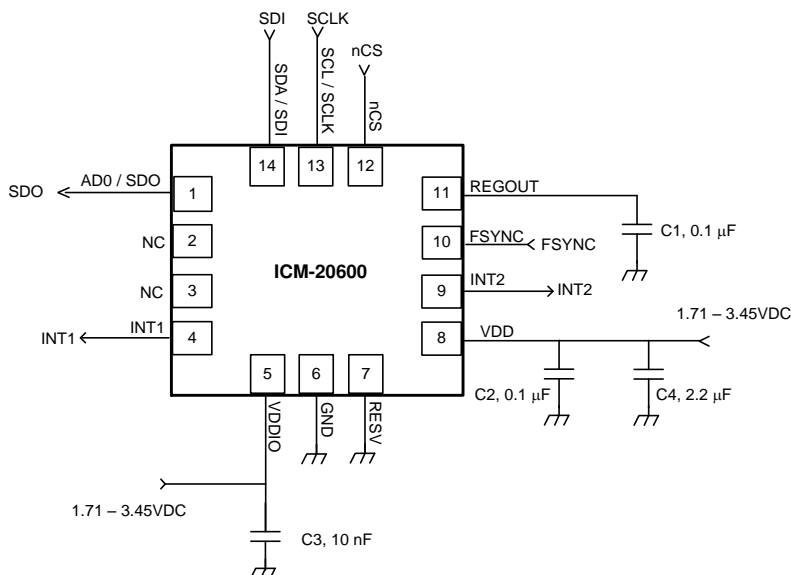 SDI SCLK
nCS
SDA / SDI
SCL / SCLK
nCS
14 13 12
SDO AD0 / SDO 1
11 REGOUT
C1, 0.1 µF
NC 2
10 FSYNC FSYNC
ICM-20600
NC 3
9 INT2 INT2
INT1 INT1 4
8 VDD
1.71 – 3.45VDC
5 6 7
VDDIO
GND
RESV
C2, 0.1 µF C4, 2.2 µF
1.71 – 3.45VDC
C3, 10 nF